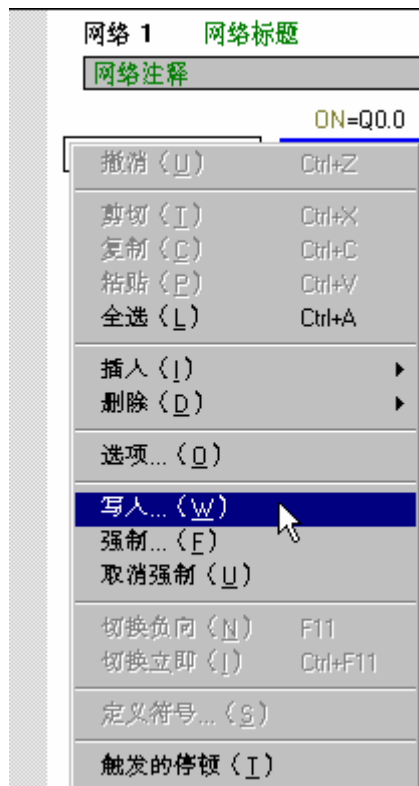 网络 1 网络标题
网络注释
ON=Q0.0
撤消（U） Ctrl+Z
剪切（T） Ctrl+X
复制（C） Ctrl+C
粘贴（P） Ctrl+V
全选（L） Ctrl+A
插入（I）
删除（D）
选项...（O）
写入...（W）
强制...（F）
取消强制（U）
切换负向（N） F11
切换立即（I） Ctrl+F11
定义符号...（S）
触发的停顿（T）